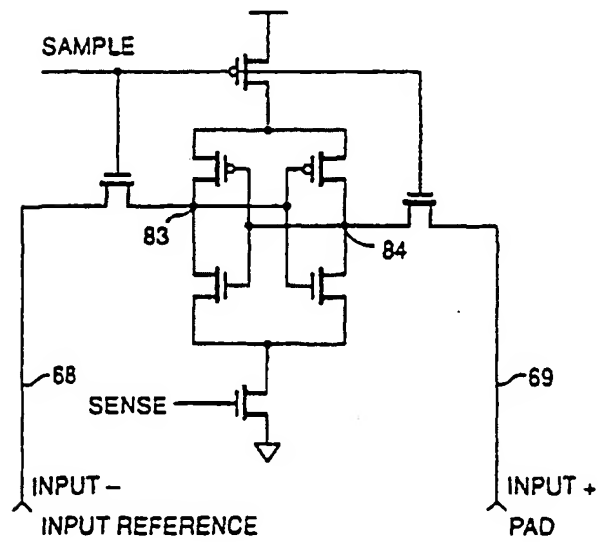 SAMPLE
83
84
68
69
SENSE
INPUT –
INPUT REFERENCE
INPUT +
PAD